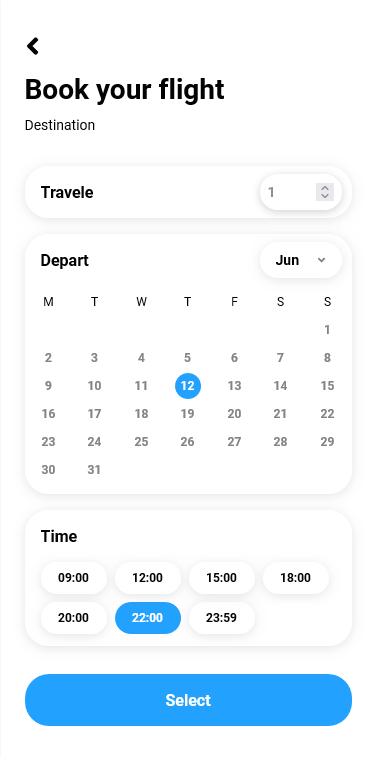 Book your flight
Destination
Travele 1
Depart Jun
M T W T F S S
1
2 3 4 5 6 7 8
9 10 11 12 13 14 15
16 17 18 19 20 21 22
23 24 25 26 27 28 29
30 31
Time
09:00 12:00 15:00 18:00
20:00 22:00 23:59
Select